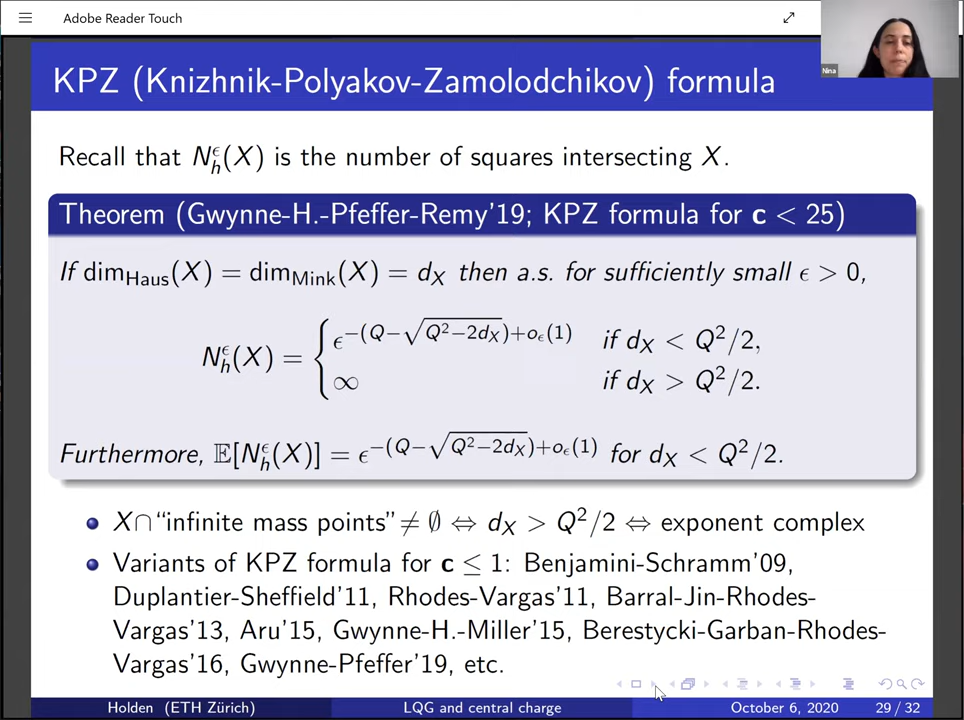 Adobe Reader Touch
Nina
KPZ (Knizhnik-Polyakov-Zamolodchikov) formula
Recall that N_h^ϵ(X) is the number of squares intersecting X.
Theorem (Gwynne-H.-Pfeffer-Remy'19; KPZ formula for c < 25)
If dim_Haus(X) = dim_Mink(X) = d_X then a.s. for sufficiently small ϵ > 0,
N_h^ϵ(X) = { ϵ^{-(Q-√(Q²-2d_X))+o_ϵ(1)} if d_X < Q²/2,
∞ if d_X > Q²/2.
Furthermore, 𝔼[N_h^ϵ(X)] = ϵ^{-(Q-√(Q²-2d_X))+o_ϵ(1)} for d_X < Q²/2.
X∩"infinite mass points"≠ ∅ ⇔ d_X > Q²/2 ⇔ exponent complex
Variants of KPZ formula for c ≤ 1: Benjamini-Schramm'09,
Duplantier-Sheffield'11, Rhodes-Vargas'11, Barral-Jin-Rhodes-
Vargas'13, Aru'15, Gwynne-H.-Miller'15, Berestycki-Garban-Rhodes-
Vargas'16, Gwynne-Pfeffer'19, etc.
Holden (ETH Zürich) LQG and central charge October 6, 2020 29 / 32